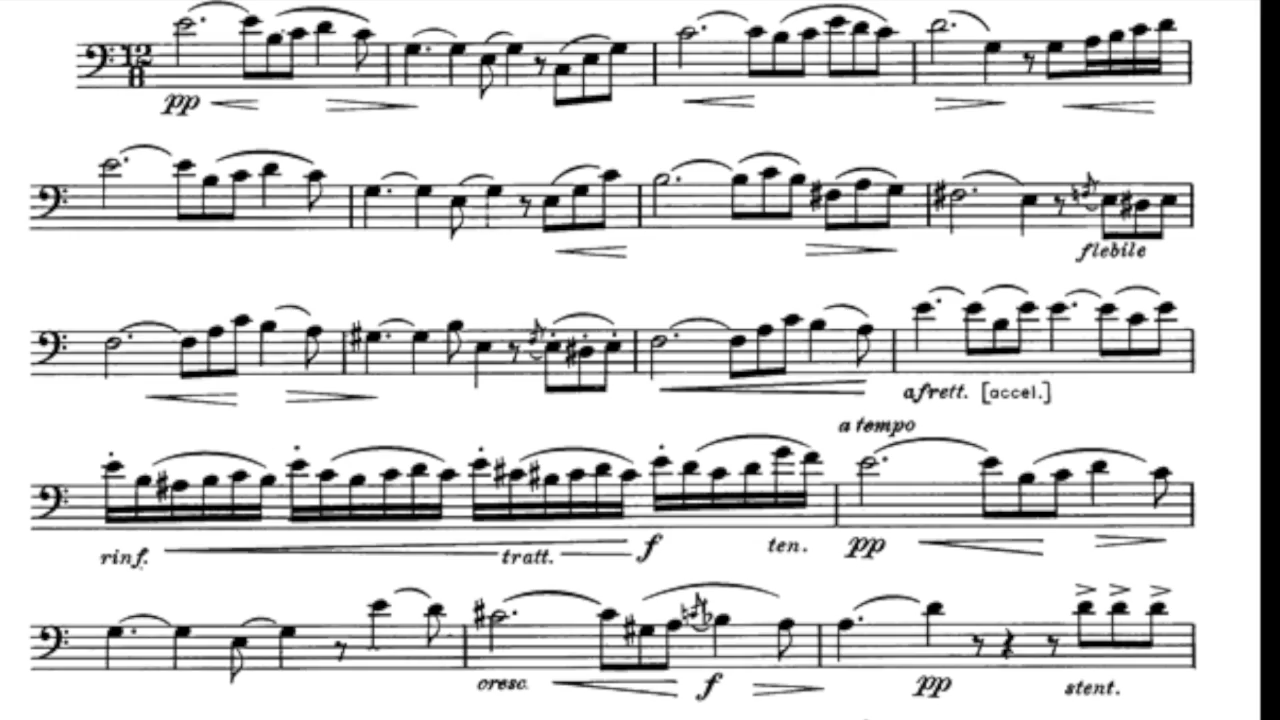 12
8
pp
flebile
afrett. [accel.]
a tempo
rinf. tratt. f ten. pp
cresc. f pp stent.